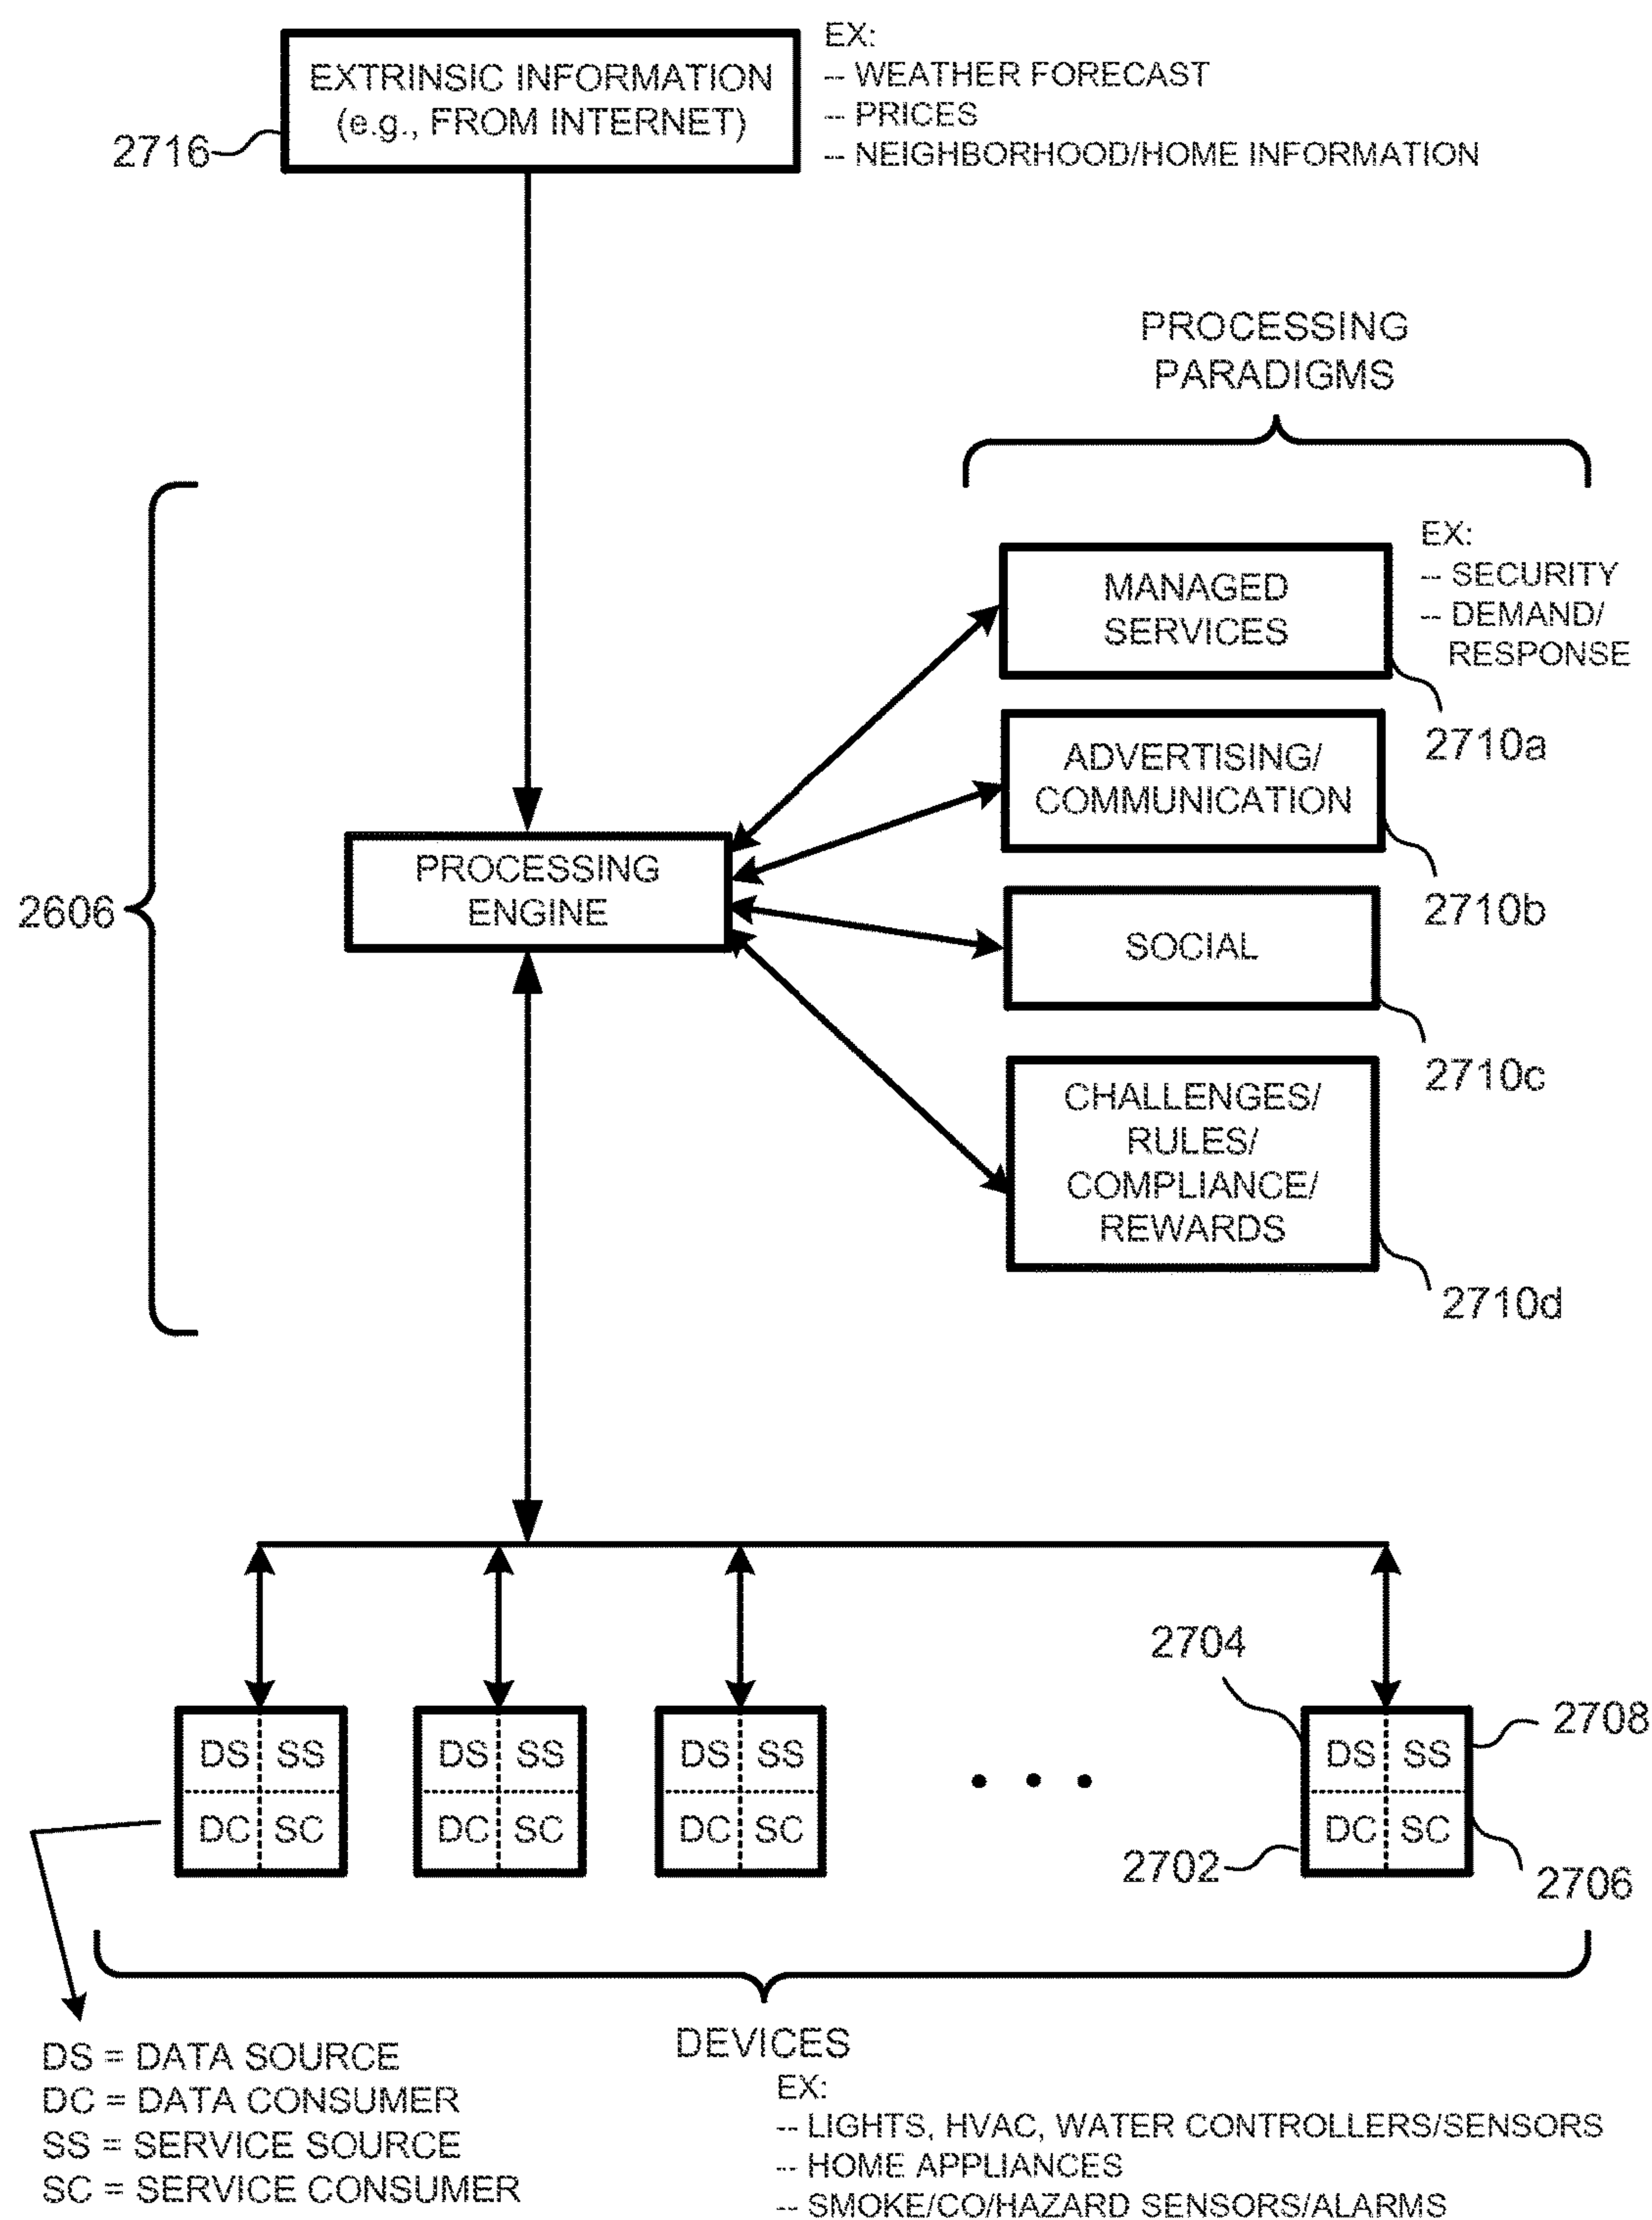 EXTRINSIC INFORMATION
(e.g., FROM INTERNET)
2716
EX:
-- WEATHER FORECAST
-- PRICES
-- NEIGHBORHOOD/HOME INFORMATION
PROCESSING
PARADIGMS
MANAGED
SERVICES
EX:
-- SECURITY
-- DEMAND/
RESPONSE
2710a
ADVERTISING/
COMMUNICATION
2710b
PROCESSING
ENGINE
2606
SOCIAL
2710c
CHALLENGES/
RULES/
COMPLIANCE/
REWARDS
2710d
2704
2708
DS SS
DC SC
DS SS
DC SC
DS SS
DC SC
DS SS
DC SC
2702
2706
DS = DATA SOURCE
DC = DATA CONSUMER
SS = SERVICE SOURCE
SC = SERVICE CONSUMER
DEVICES
EX:
-- LIGHTS, HVAC, WATER CONTROLLERS/SENSORS
-- HOME APPLIANCES
-- SMOKE/CO/HAZARD SENSORS/ALARMS